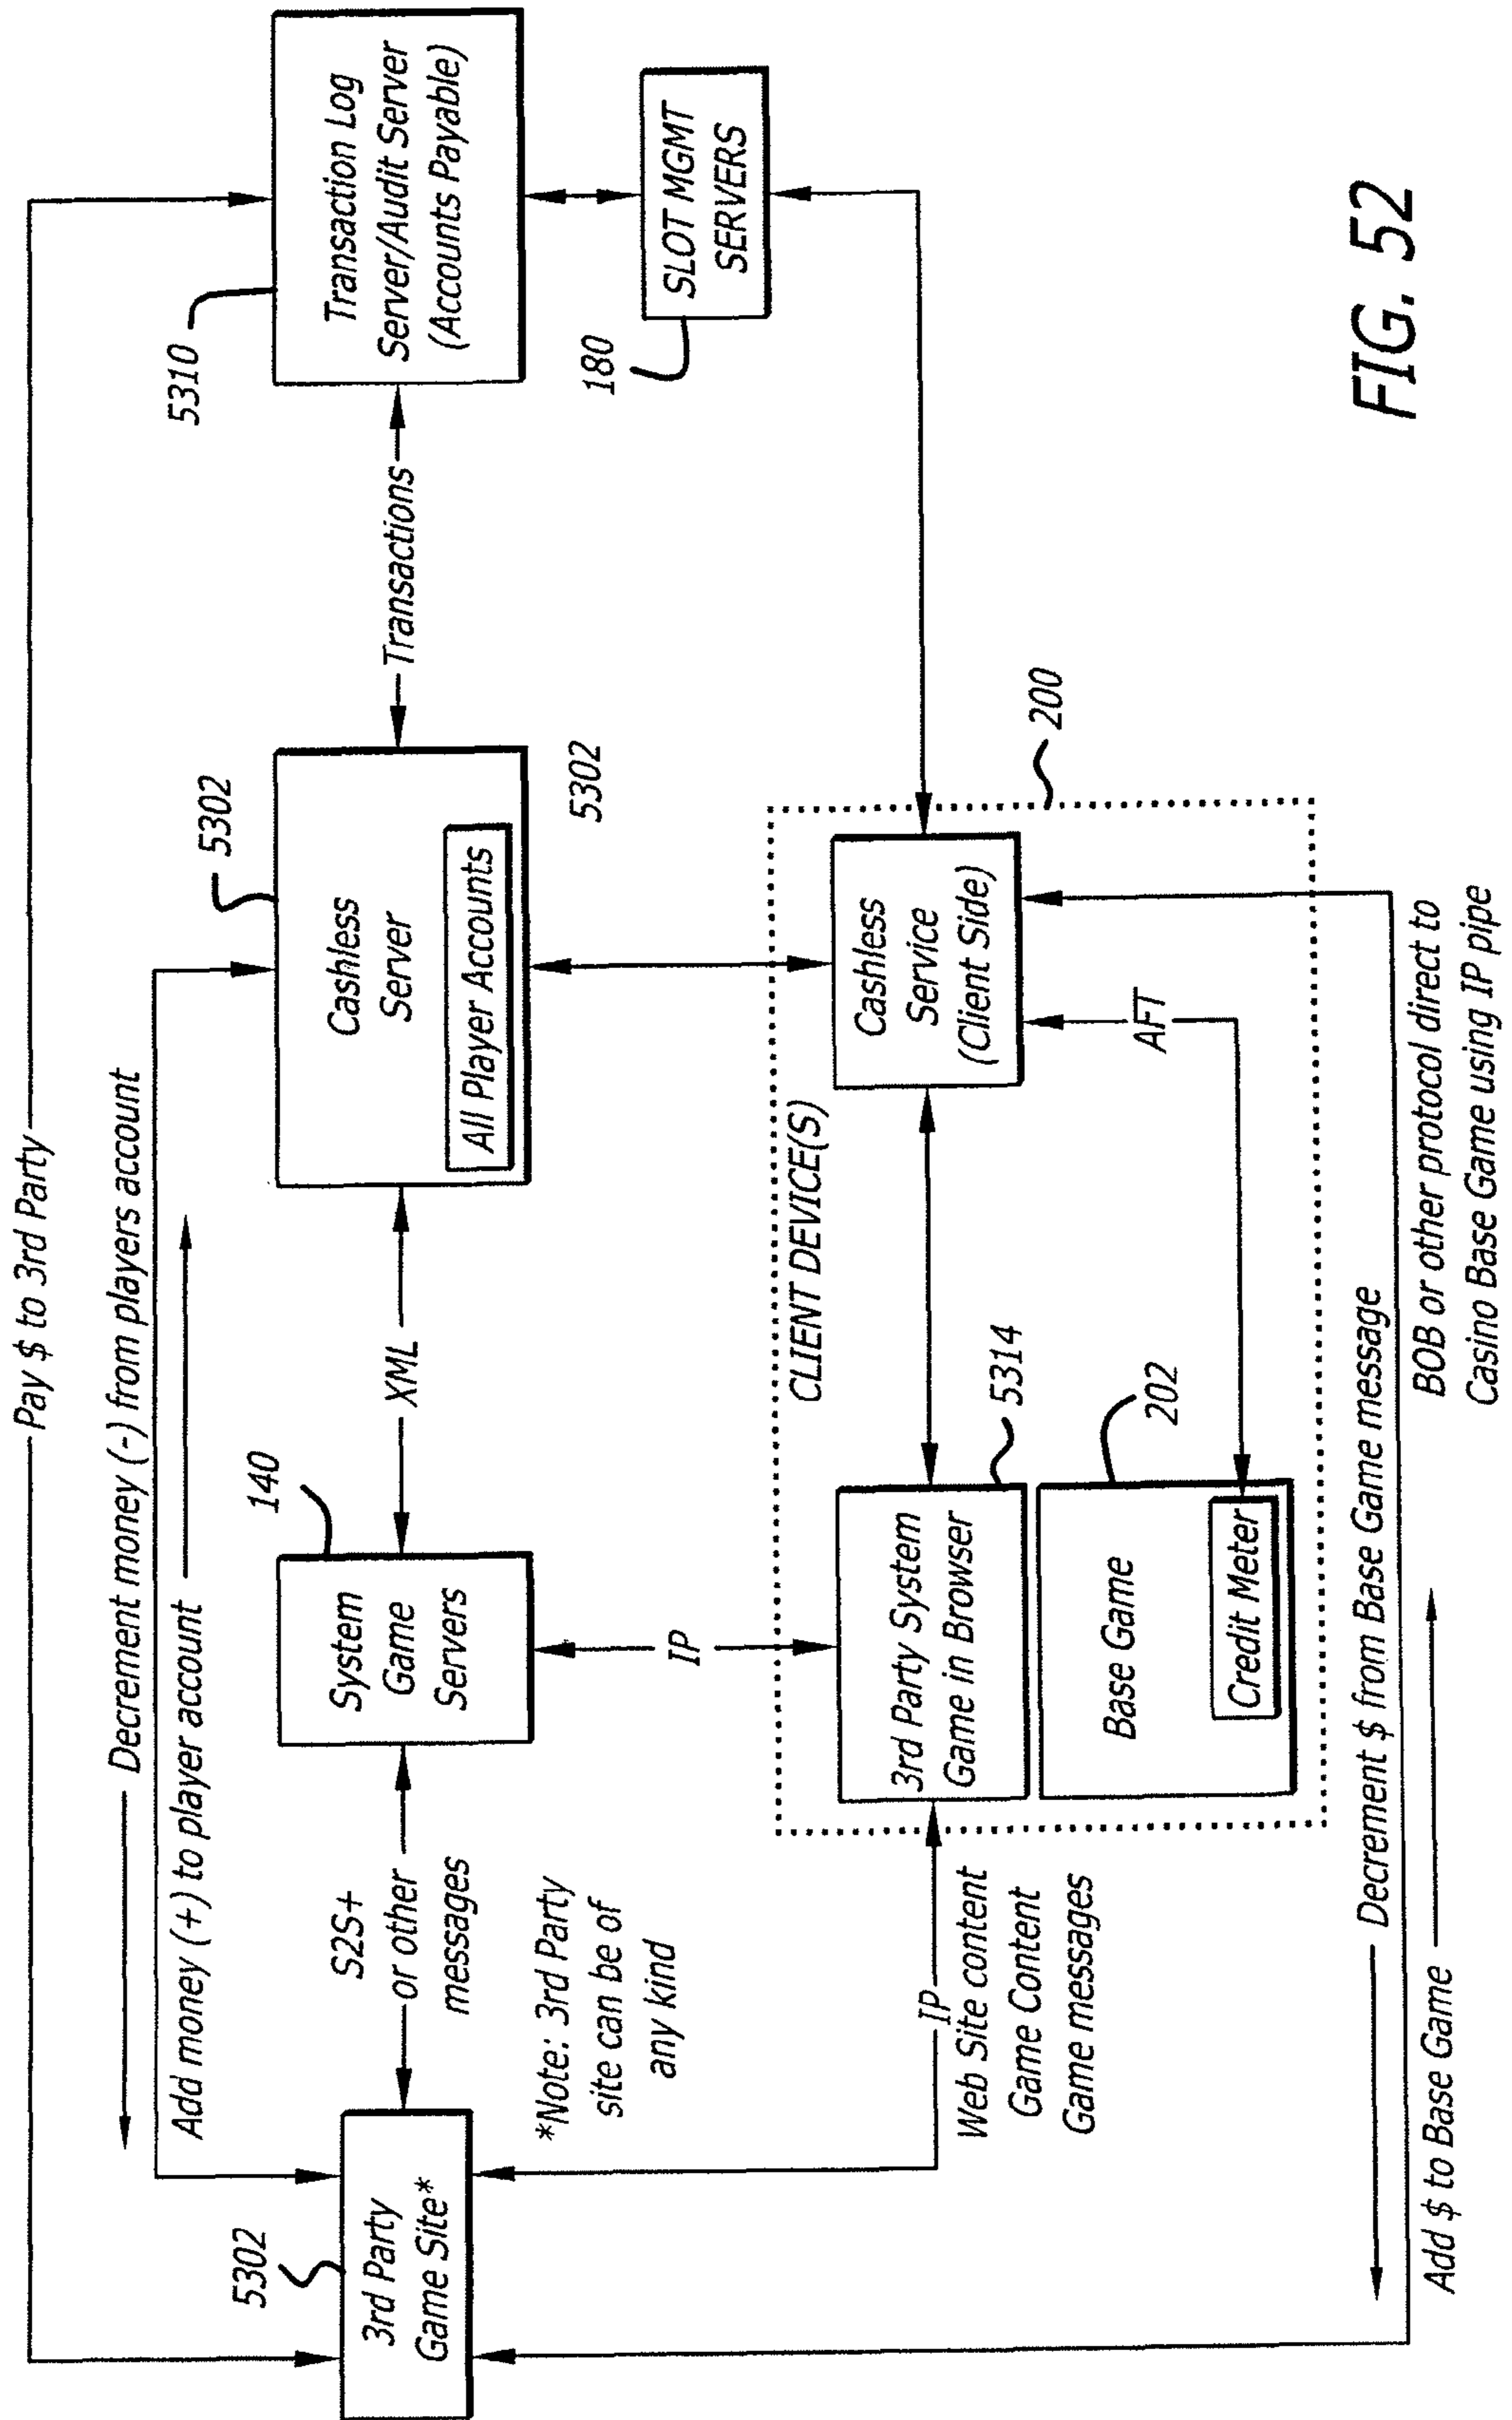 Pay $ to 3rd Party
Decrement money (-) from players account
Add money (+) to player account
5302
3rd Party
Game Site*
S2S+
or other
messages
*Note: 3rd Party
site can be of
any kind
140
System
Game
Servers
XML
5302
Cashless
Server
All Player Accounts
5302
Transactions
5310
Transaction Log
Server/Audit Server
(Accounts Payable)
180
SLOT MGMT
SERVERS
IP
IP
Web Site content
Game Content
Game messages
CLIENT DEVICE(S)
200
5314
3rd Party System
Game in Browser
202
Base Game
Credit Meter
Cashless
Service
(Client Side)
AFT
Decrement $ from Base Game message
Add $ to Base Game
BOB or other protocol direct to
Casino Base Game using IP pipe
FIG. 52